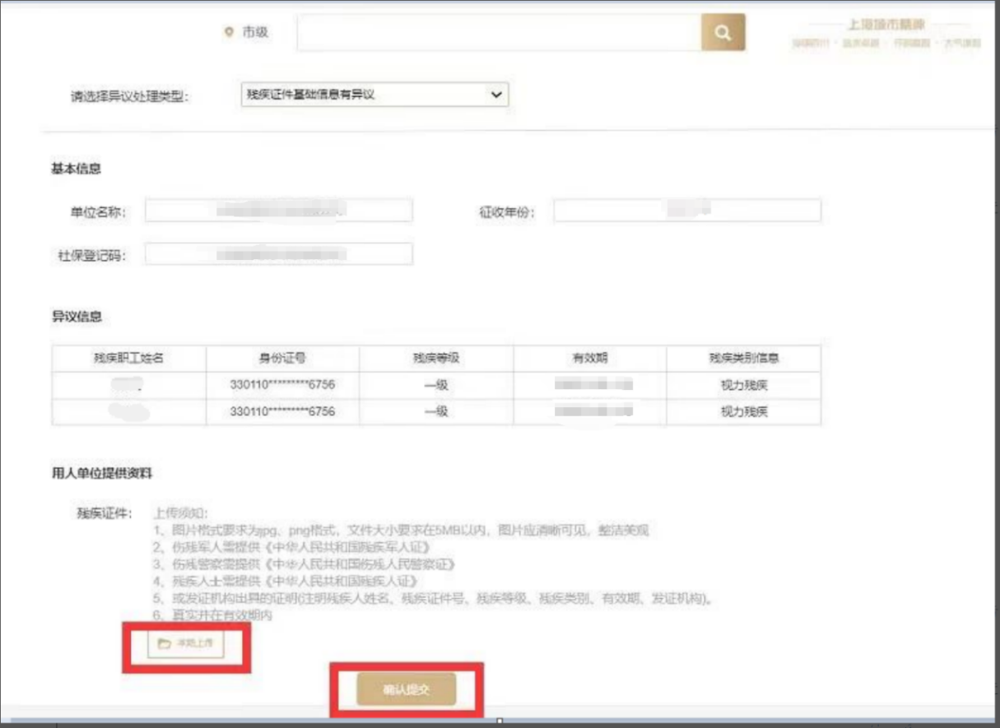 市级
上海城市精神
请选择异议处理类型：
残疾证件基础信息有异议
基本信息
单位名称：
征收年份：
社保登记码：
异议信息
残疾职工姓名 身份证号 残疾等级 有效期 残疾类别信息
330110*********6756 一级 视力残疾
330110*********6756 一级 视力残疾
用人单位提供资料
残疾证件： 上传须知：
1、图片格式要求为jpg、png格式，文件大小要求在5MB以内，图片应清晰可见，整洁美观
2、伤残军人需提供《中华人民共和国残疾军人证》
3、伤残警察需提供《中华人民共和国伤残人民警察证》
4、残疾人士需提供《中华人民共和国残疾人证》
5、或发证机构出具的证明(注明残疾人姓名、残疾证件号、残疾等级、残疾类别、有效期、发证机构)。
6、真实并在有效期内
本地上传
确认提交